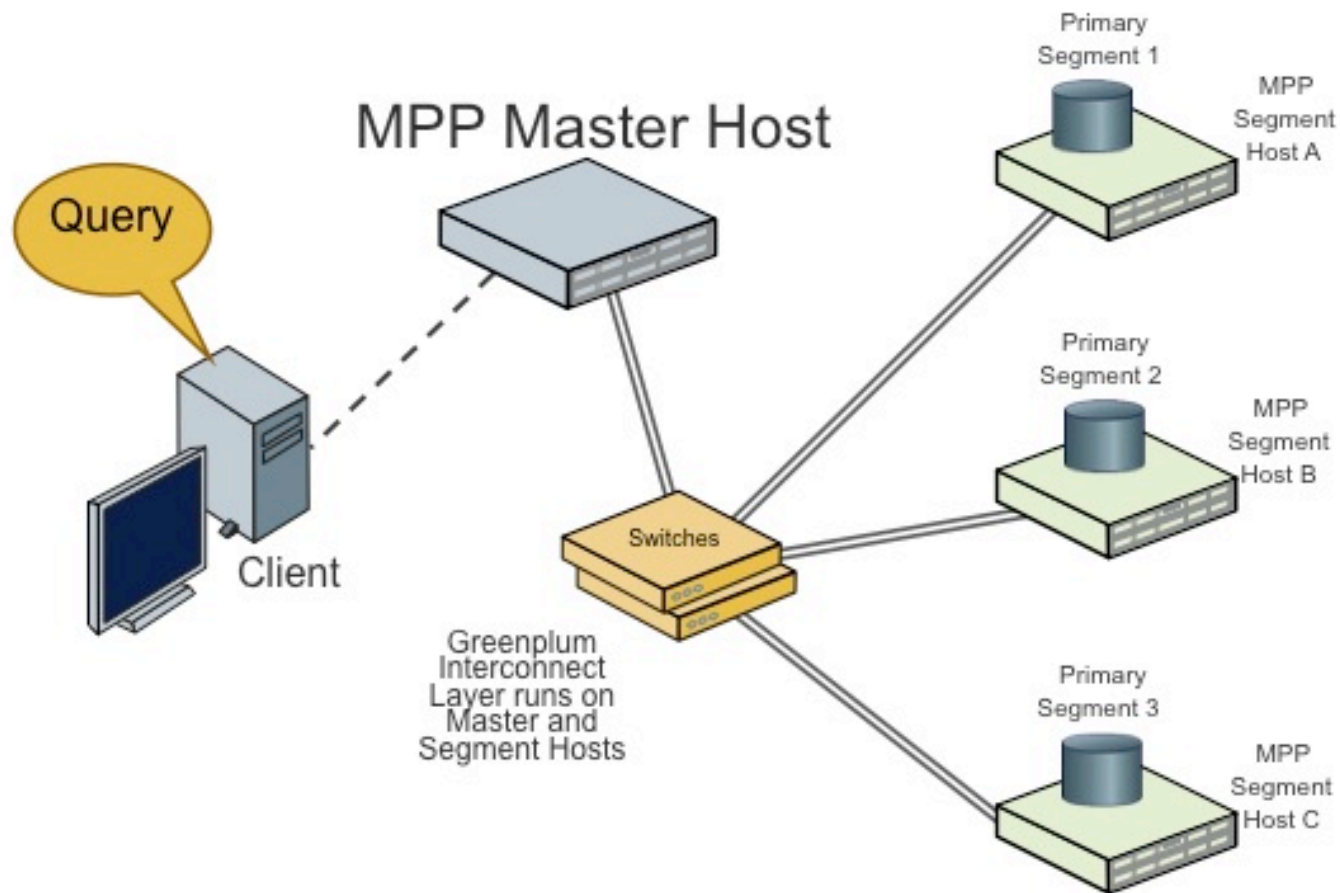 Primary
Segment 1
MPP
Segment
Host A
MPP Master Host
Query
Primary
Segment 2
MPP
Segment
Host B
Switches
Client
Greenplum
Interconnect
Layer runs on
Master and
Segment Hosts
Primary
Segment 3
MPP
Segment
Host C